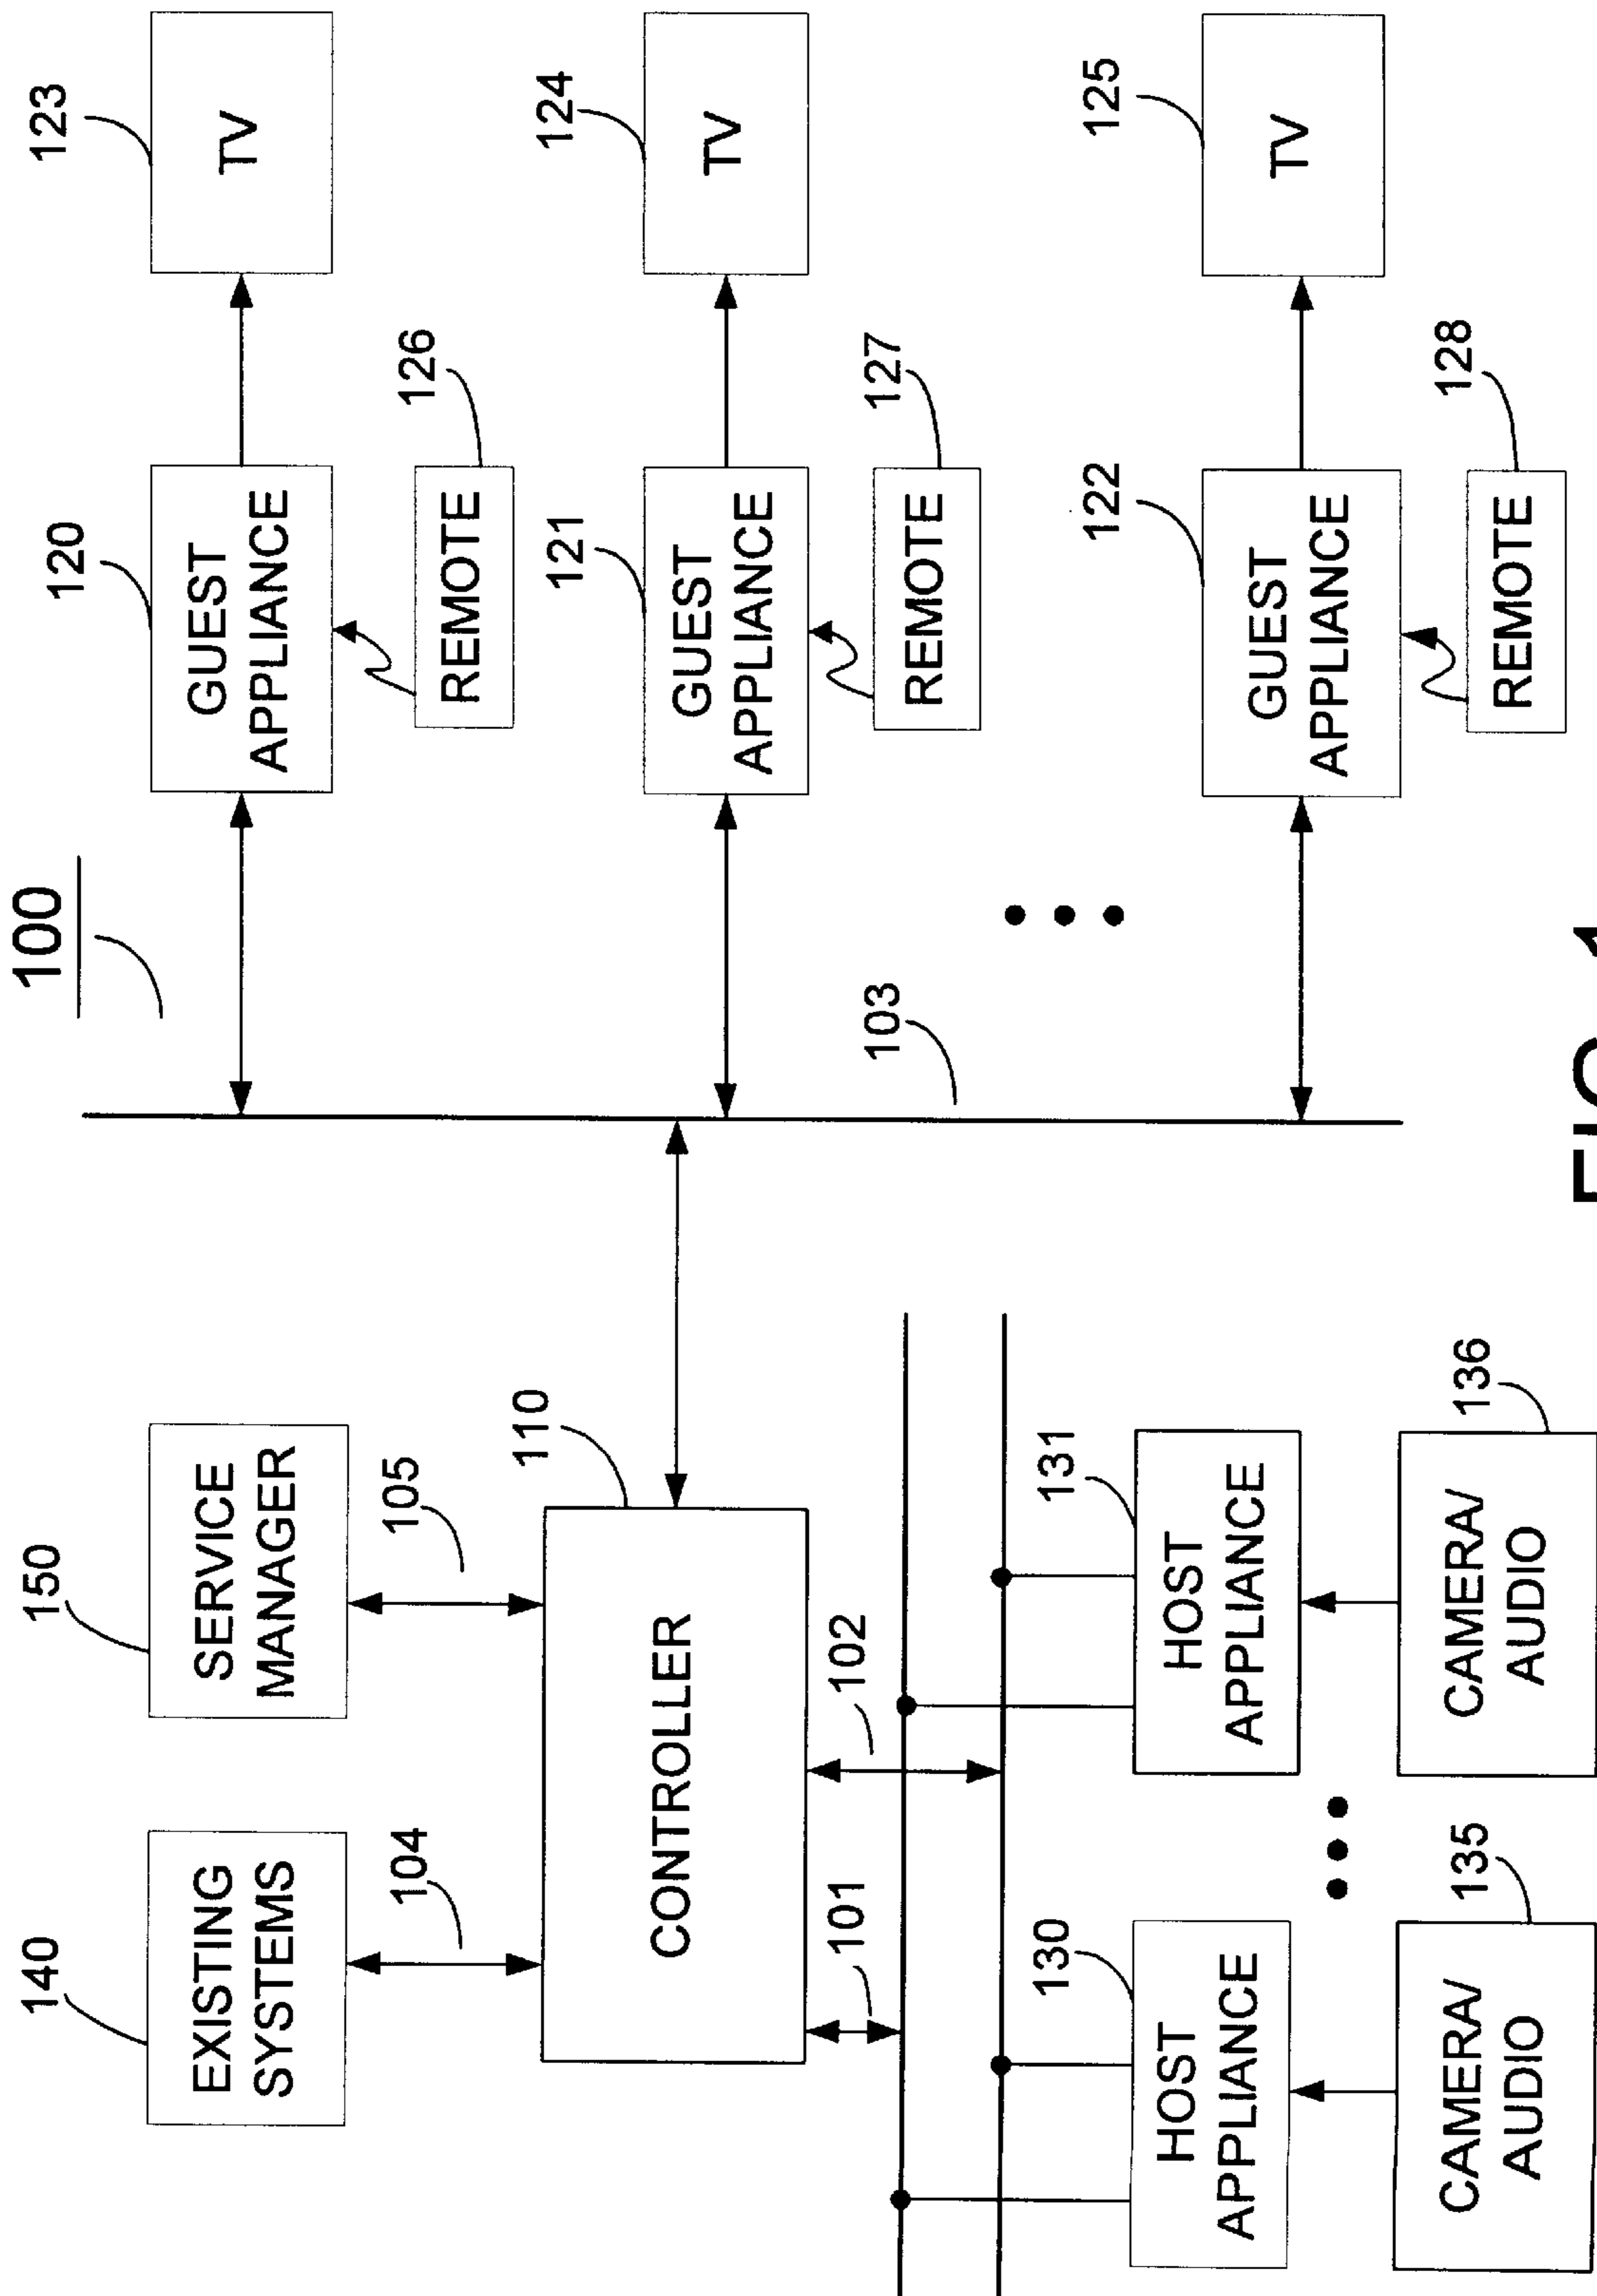 140
150
100
120
123
EXISTING
SYSTEMS
SERVICE
MANAGER
GUEST
APPLIANCE
TV
104
105
126
REMOTE
110
121
124
CONTROLLER
GUEST
APPLIANCE
TV
101
102
103
127
REMOTE
130
131
122
125
HOST
APPLIANCE
HOST
APPLIANCE
GUEST
APPLIANCE
TV
135
136
128
CAMERA/
AUDIO
CAMERA/
AUDIO
REMOTE